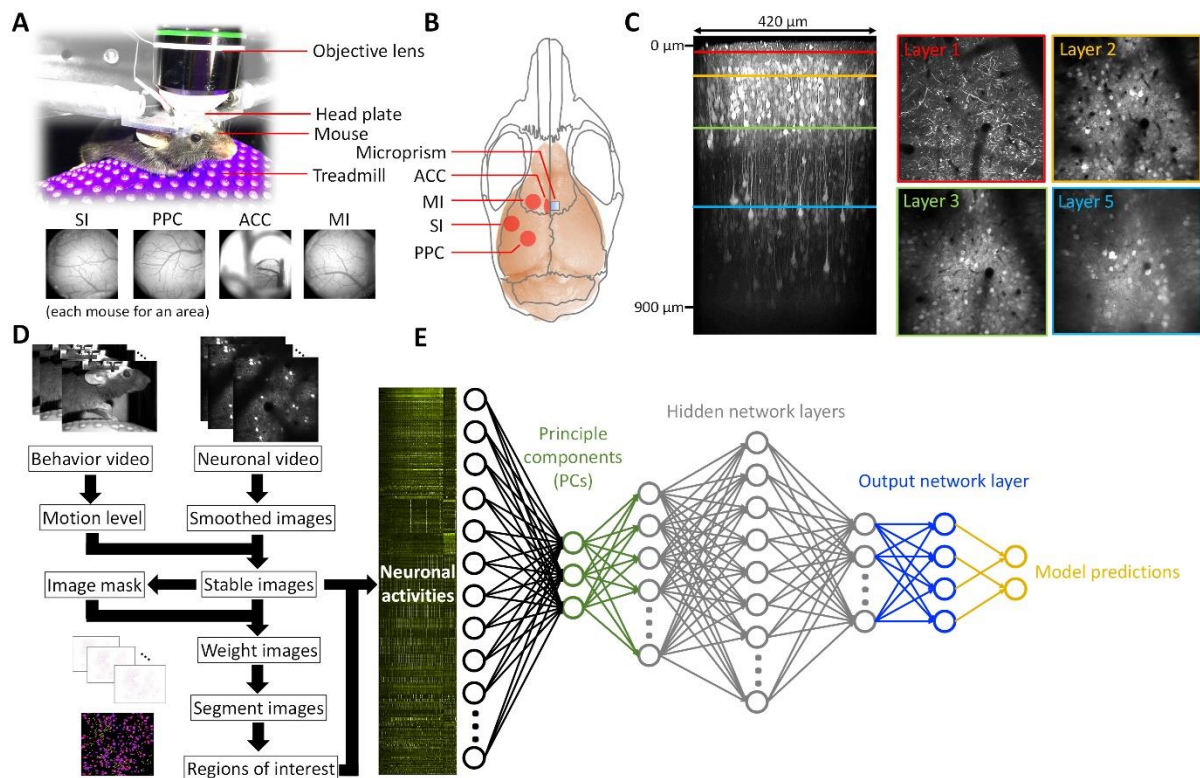 A
Objective lens
Head plate
Mouse
Treadmill
SI PPC ACC MI
(each mouse for an area)
B
Microprism
ACC
MI
SI
PPC
C
420 µm
0 µm
900 µm
Layer 1
Layer 2
Layer 3
Layer 5
D
Behavior video
Neuronal video
Motion level
Smoothed images
Image mask
Stable images
Weight images
Segment images
Regions of interest
E
Neuronal
activities
Principle
components
(PCs)
Hidden network layers
Output network layer
Model predictions